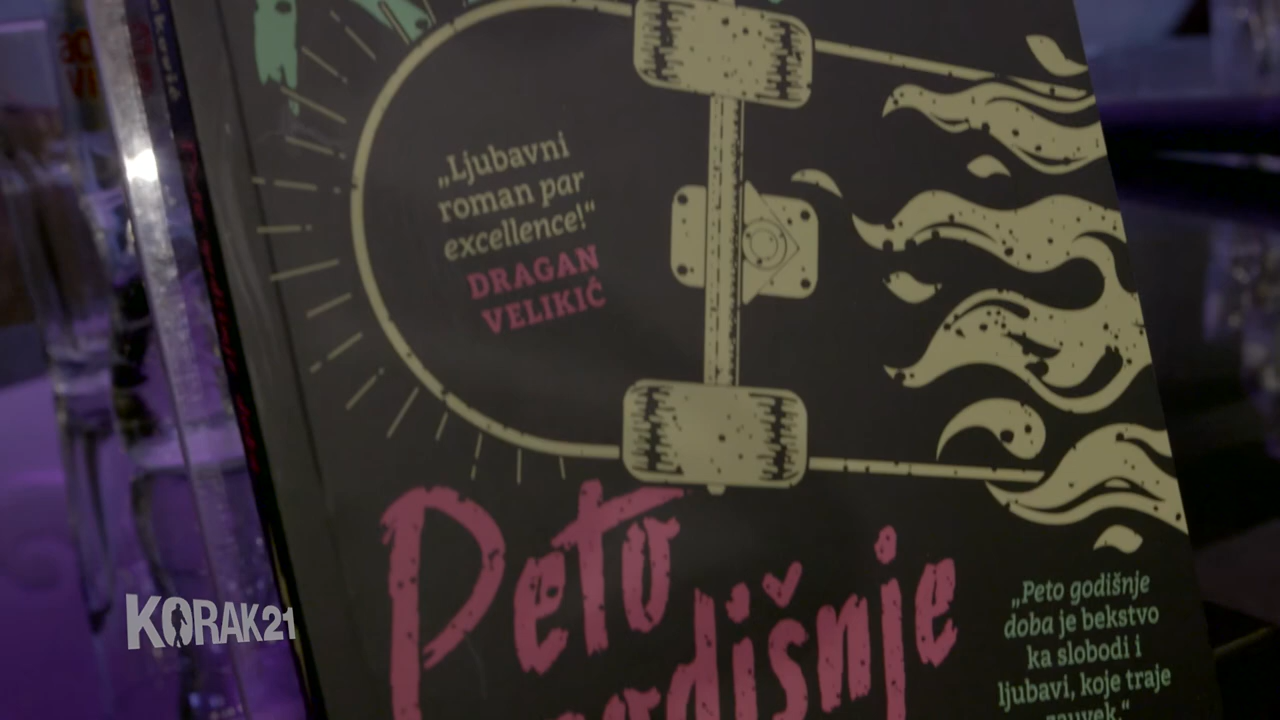 „Ljubavni
roman par
excellence!“
DRAGAN
VELIKIĆ
Peto
godišnje
„Peto godišnje
doba je bekstvo
ka slobodi i
ljubavi, koje traje
zauvek.“
KORAK21